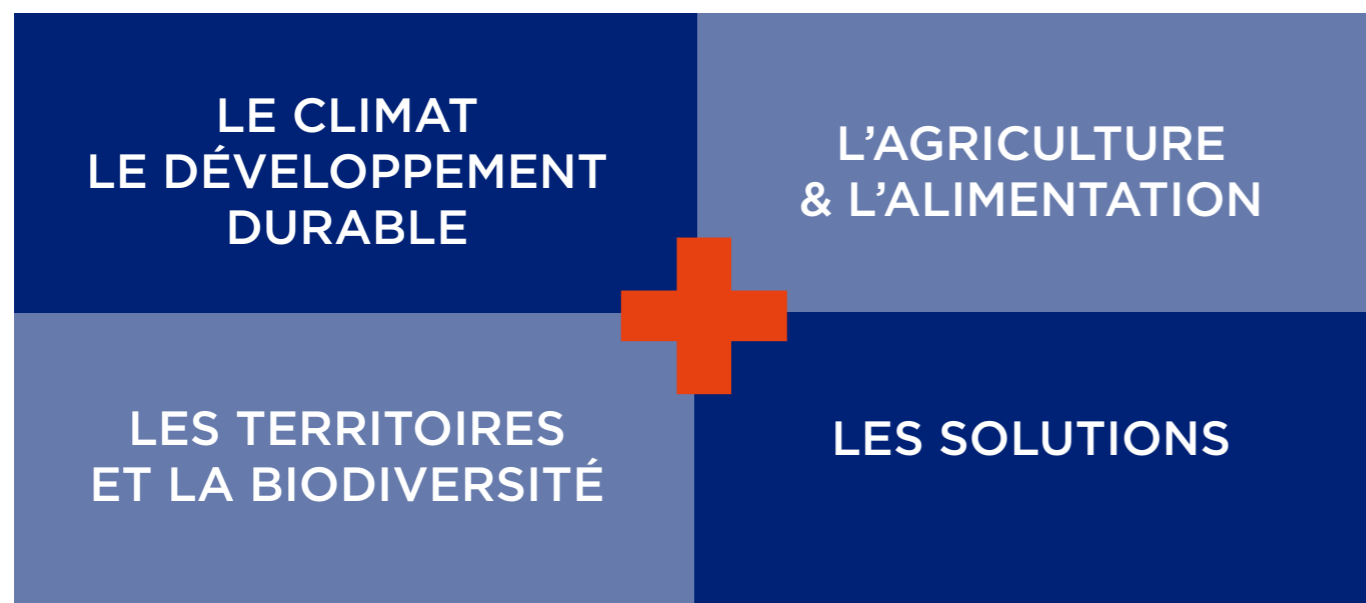 LE CLIMAT
LE DÉVELOPPEMENT
DURABLE
L’AGRICULTURE
& L’ALIMENTATION
LES TERRITOIRES
ET LA BIODIVERSITÉ
LES SOLUTIONS